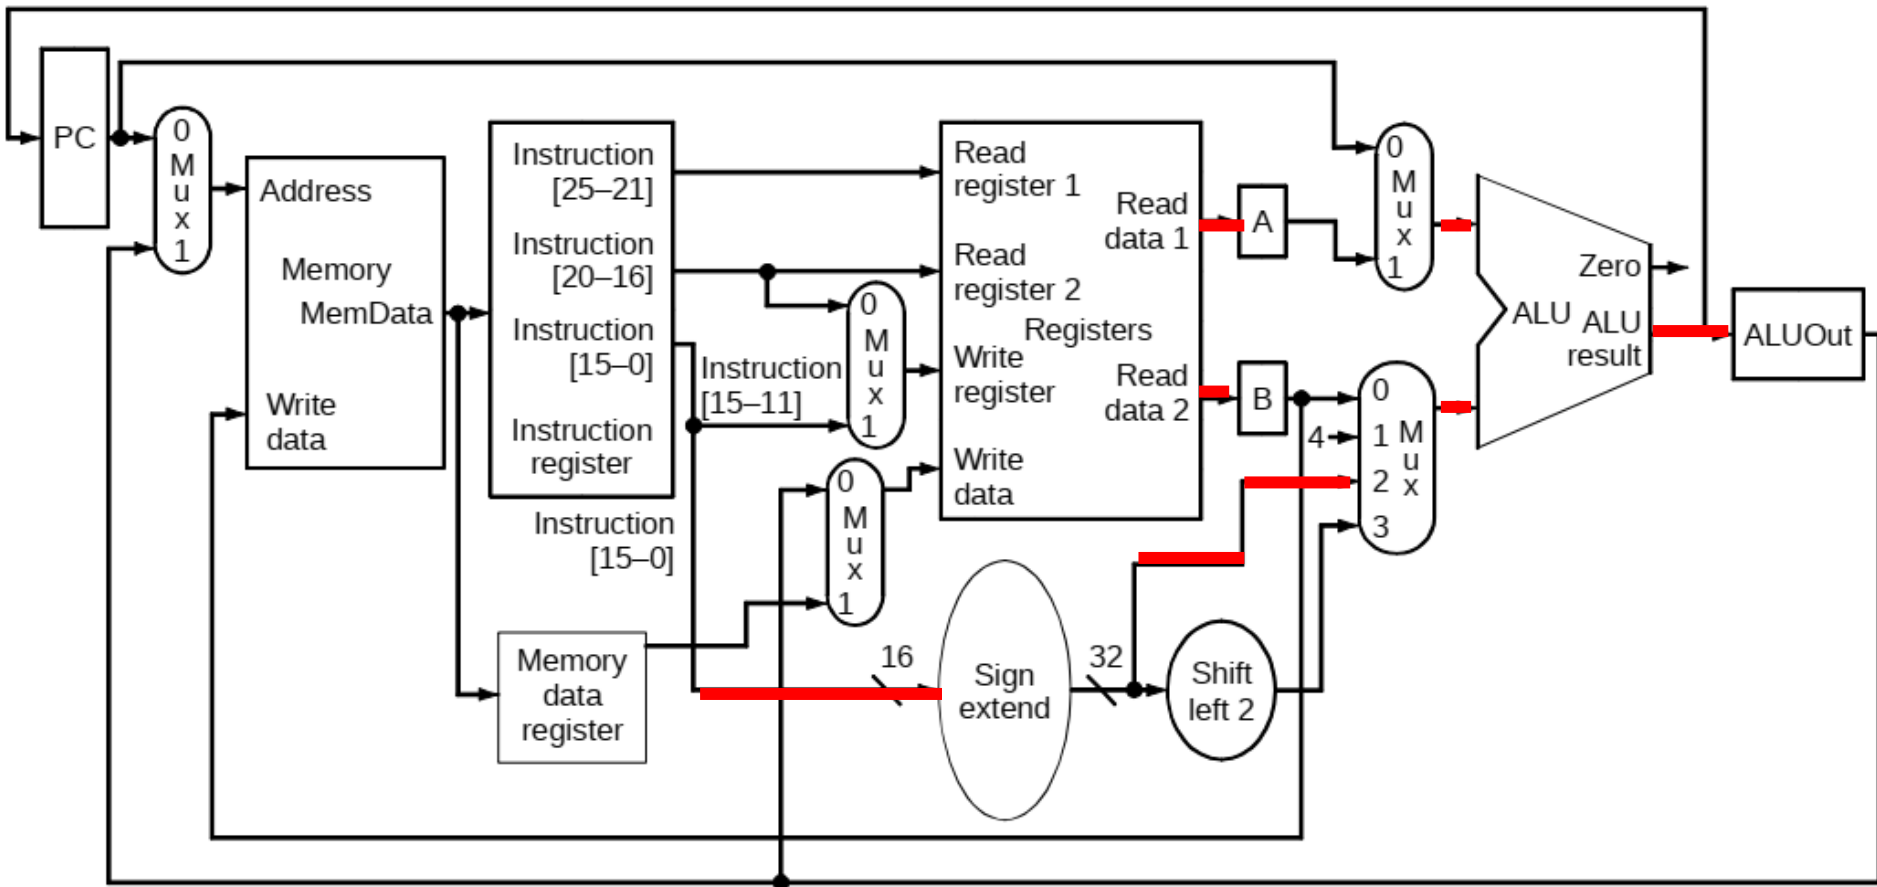 PC
0
M
u
x
1
Address
Memory
MemData
Write
data
Instruction
[25–21]
Instruction
[20–16]
Instruction
[15–0]
Instruction
register
Instruction
[15–0]
Instruction
[15–11]
Memory
data
register
0
M
u
x
1
0
M
u
x
1
16
Read
register 1
Read
register 2
Registers
Write
register
Write
data
Read
data 1
Read
data 2
Sign
extend
32
Shift
left 2
A
B
4
0
M
u
x
1
0
1
2
3
M
u
x
Zero
ALU
ALU
result
ALUOut